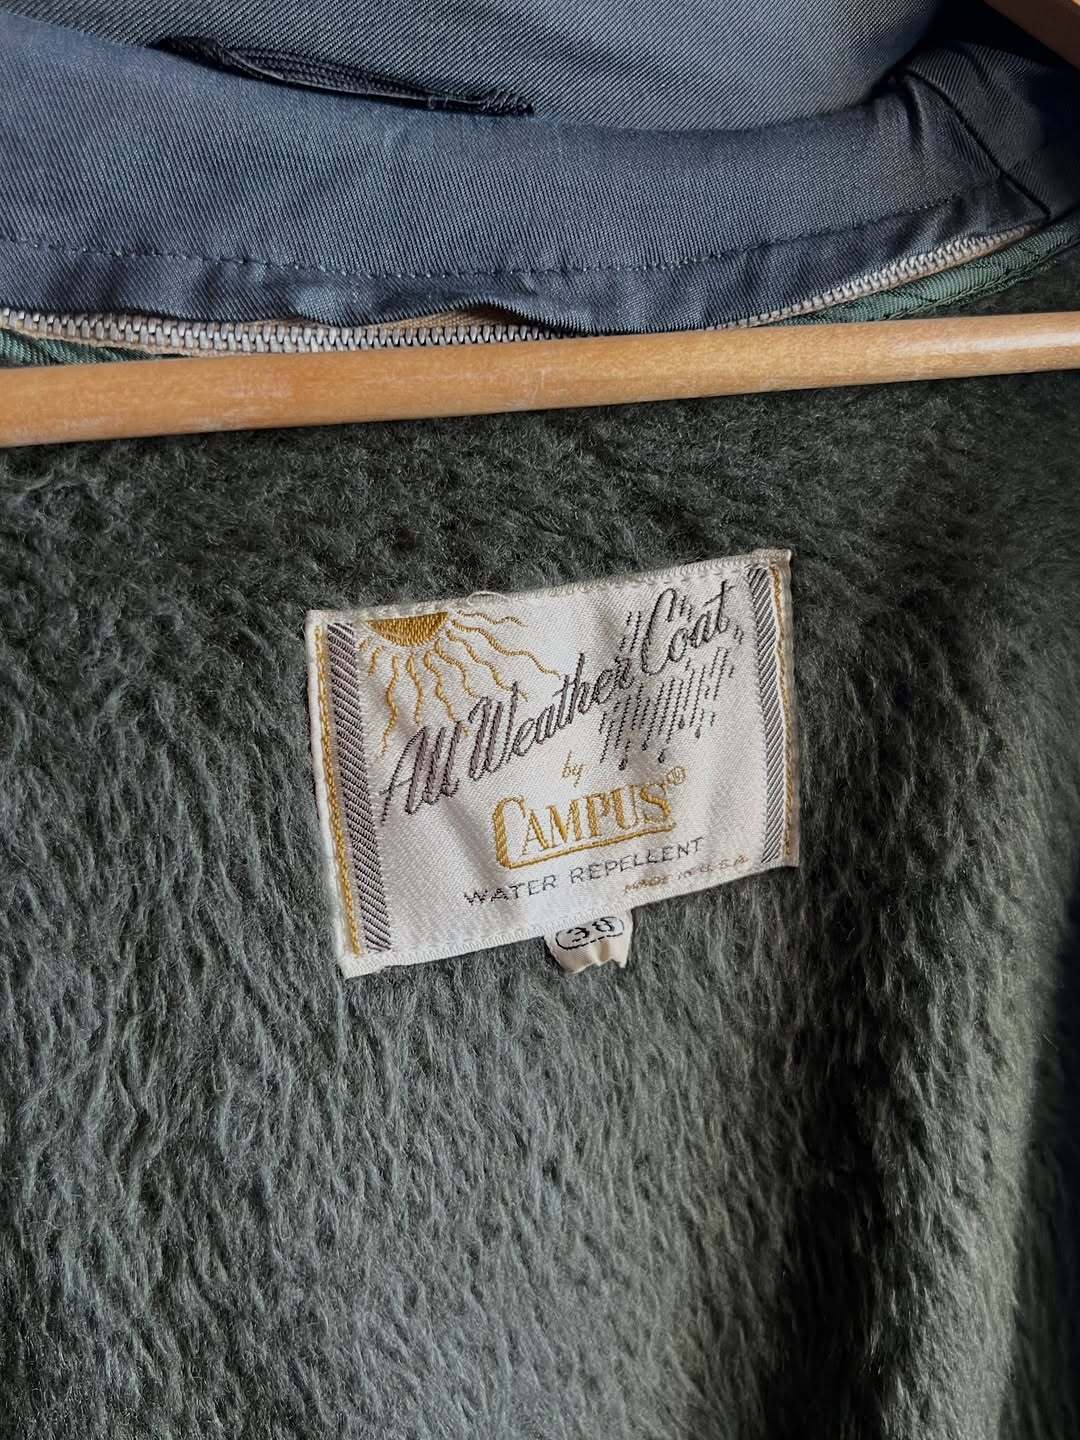 All Weather Coat
by
CAMPUS®
WATER REPELLENT
MADE IN U.S.A.
38